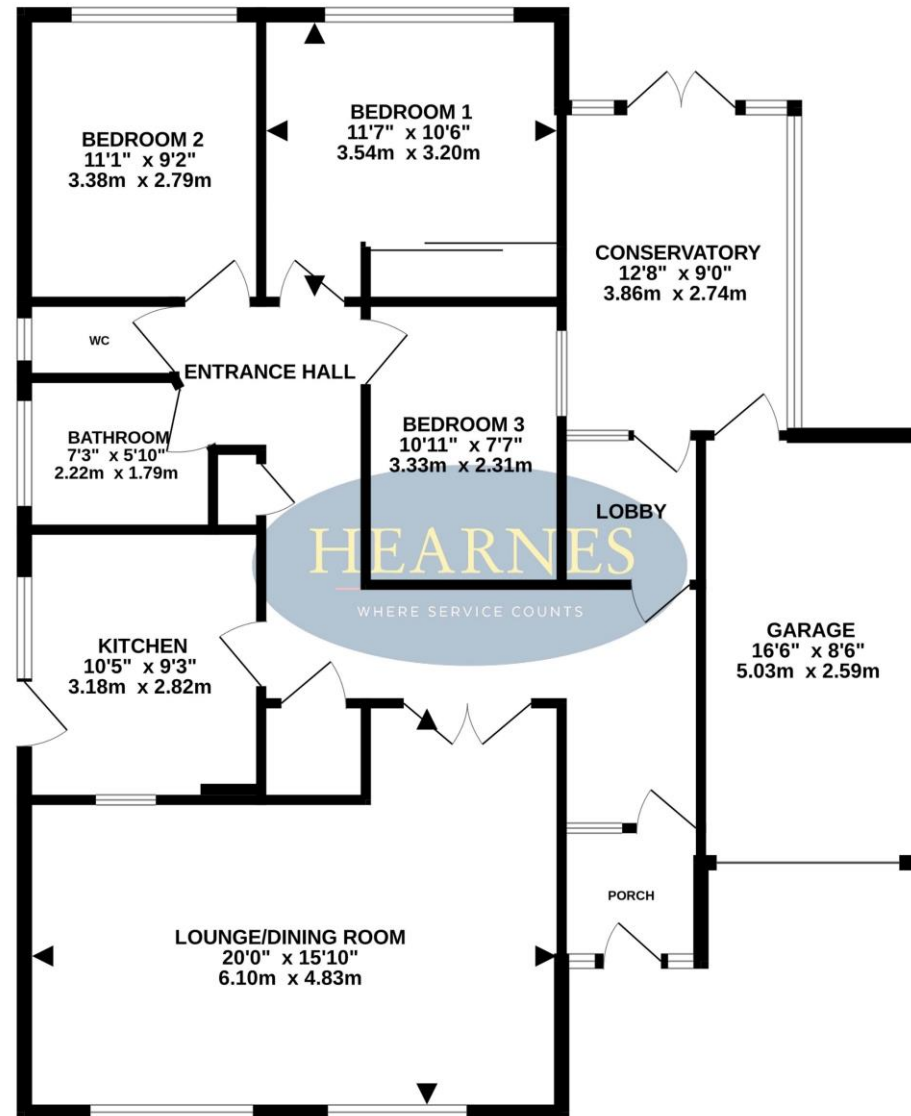 BEDROOM 2
11'1" x 9'2"
3.38m x 2.79m
BEDROOM 1
11'7" x 10'6"
3.54m x 3.20m
CONSERVATORY
12'8" x 9'0"
3.86m x 2.74m
WC
ENTRANCE HALL
BATHROOM
7'3" x 5'10"
2.22m x 1.79m
BEDROOM 3
10'11" x 7'7"
3.33m x 2.31m
LOBBY
HEARNES
WHERE SERVICE COUNTS
KITCHEN
10'5" x 9'3"
3.18m x 2.82m
GARAGE
16'6" x 8'6"
5.03m x 2.59m
PORCH
LOUNGE/DINING ROOM
20'0" x 15'10"
6.10m x 4.83m